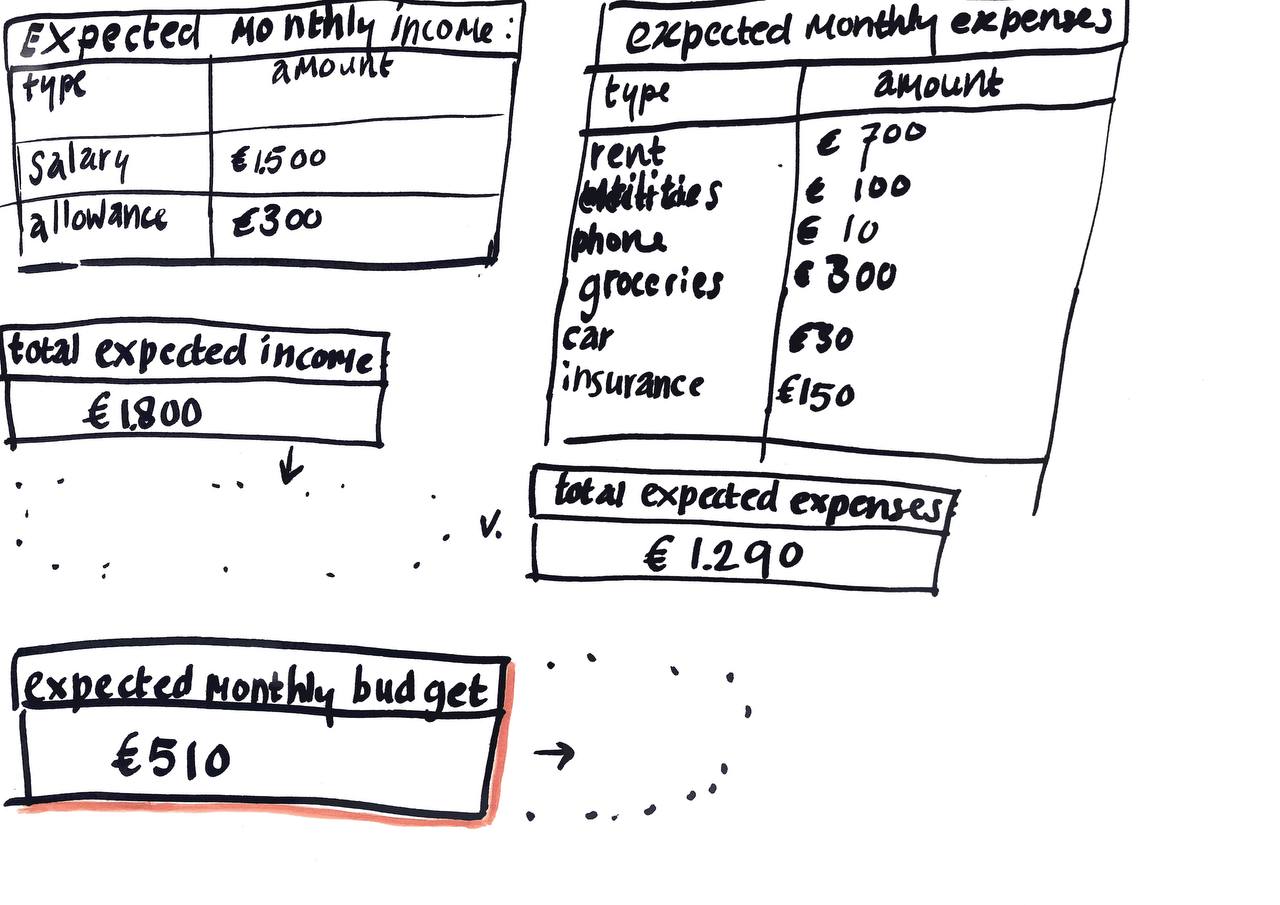 Expected Monthly income:
type amount
salary €1.500
allowance €300
total expected income
€1.800
expected Monthly expenses
type amount
rent € 700
utilities € 100
phone € 10
groceries € 300
car €30
insurance €150
total expected expenses
€ 1.290
expected Monthly budget
€510